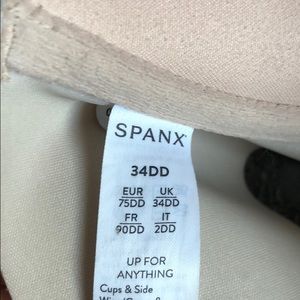 SPANX
34DD
EUR UK
75DD 34DD
FR IT
90DD 2DD
UP FOR
ANYTHING
Cups & Side